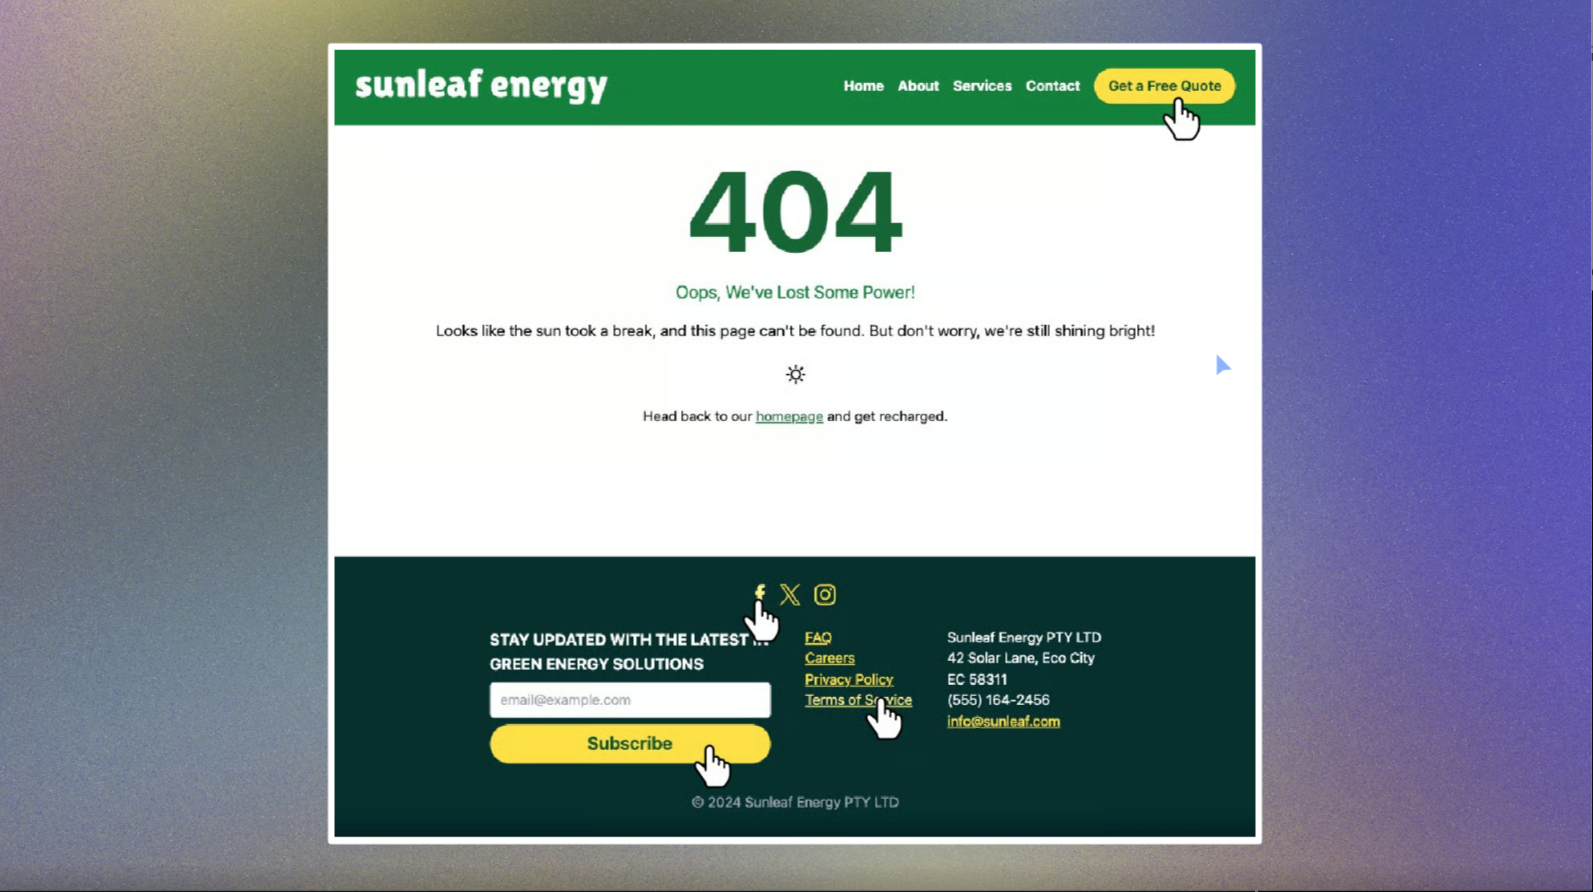 sunleaf energy
Home About Services Contact Get a Free Quote
404
Oops, We've Lost Some Power!
Looks like the sun took a break, and this page can't be found. But don't worry, we're still shining bright!
Head back to our homepage and get recharged.
STAY UPDATED WITH THE LATEST
GREEN ENERGY SOLUTIONS
email@example.com
Subscribe
FAQ
Careers
Privacy Policy
Terms of Service
Sunleaf Energy PTY LTD
42 Solar Lane, Eco City
EC 58311
(555) 164-2456
info@sunleaf.com
© 2024 Sunleaf Energy PTY LTD